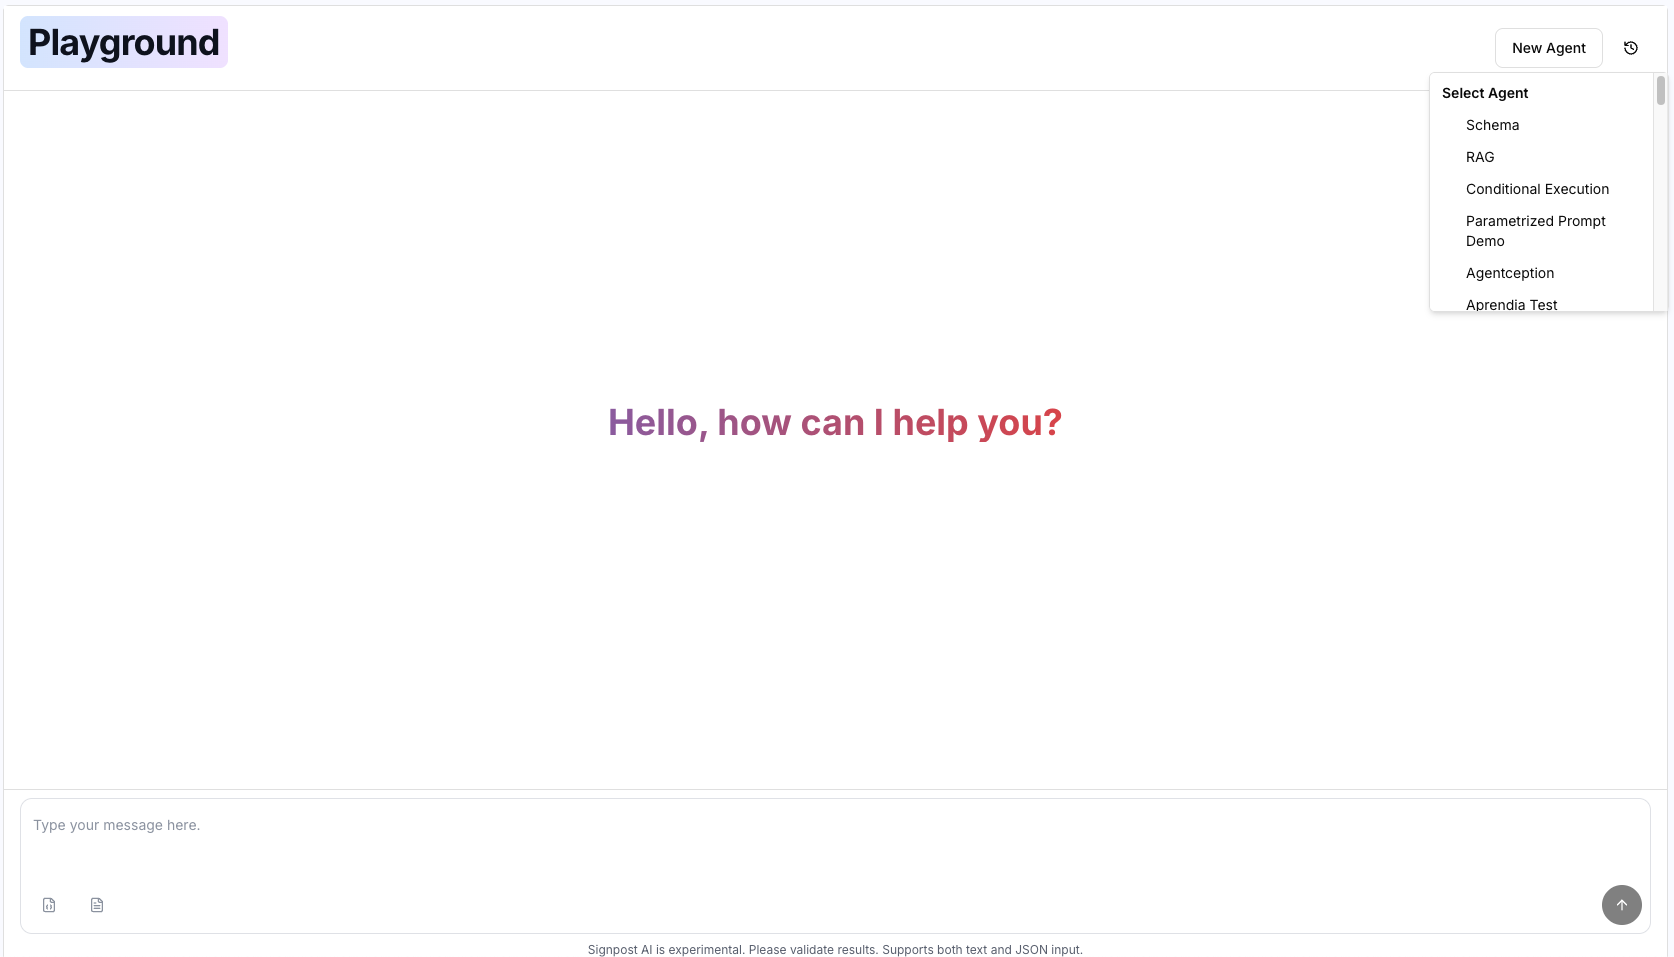 Playground
New Agent
Select Agent
Schema
RAG
Conditional Execution
Parametrized Prompt
Demo
Agentception
Aprendia Test
Hello, how can I help you?
Type your message here.
Signpost AI is experimental. Please validate results. Supports both text and JSON input.